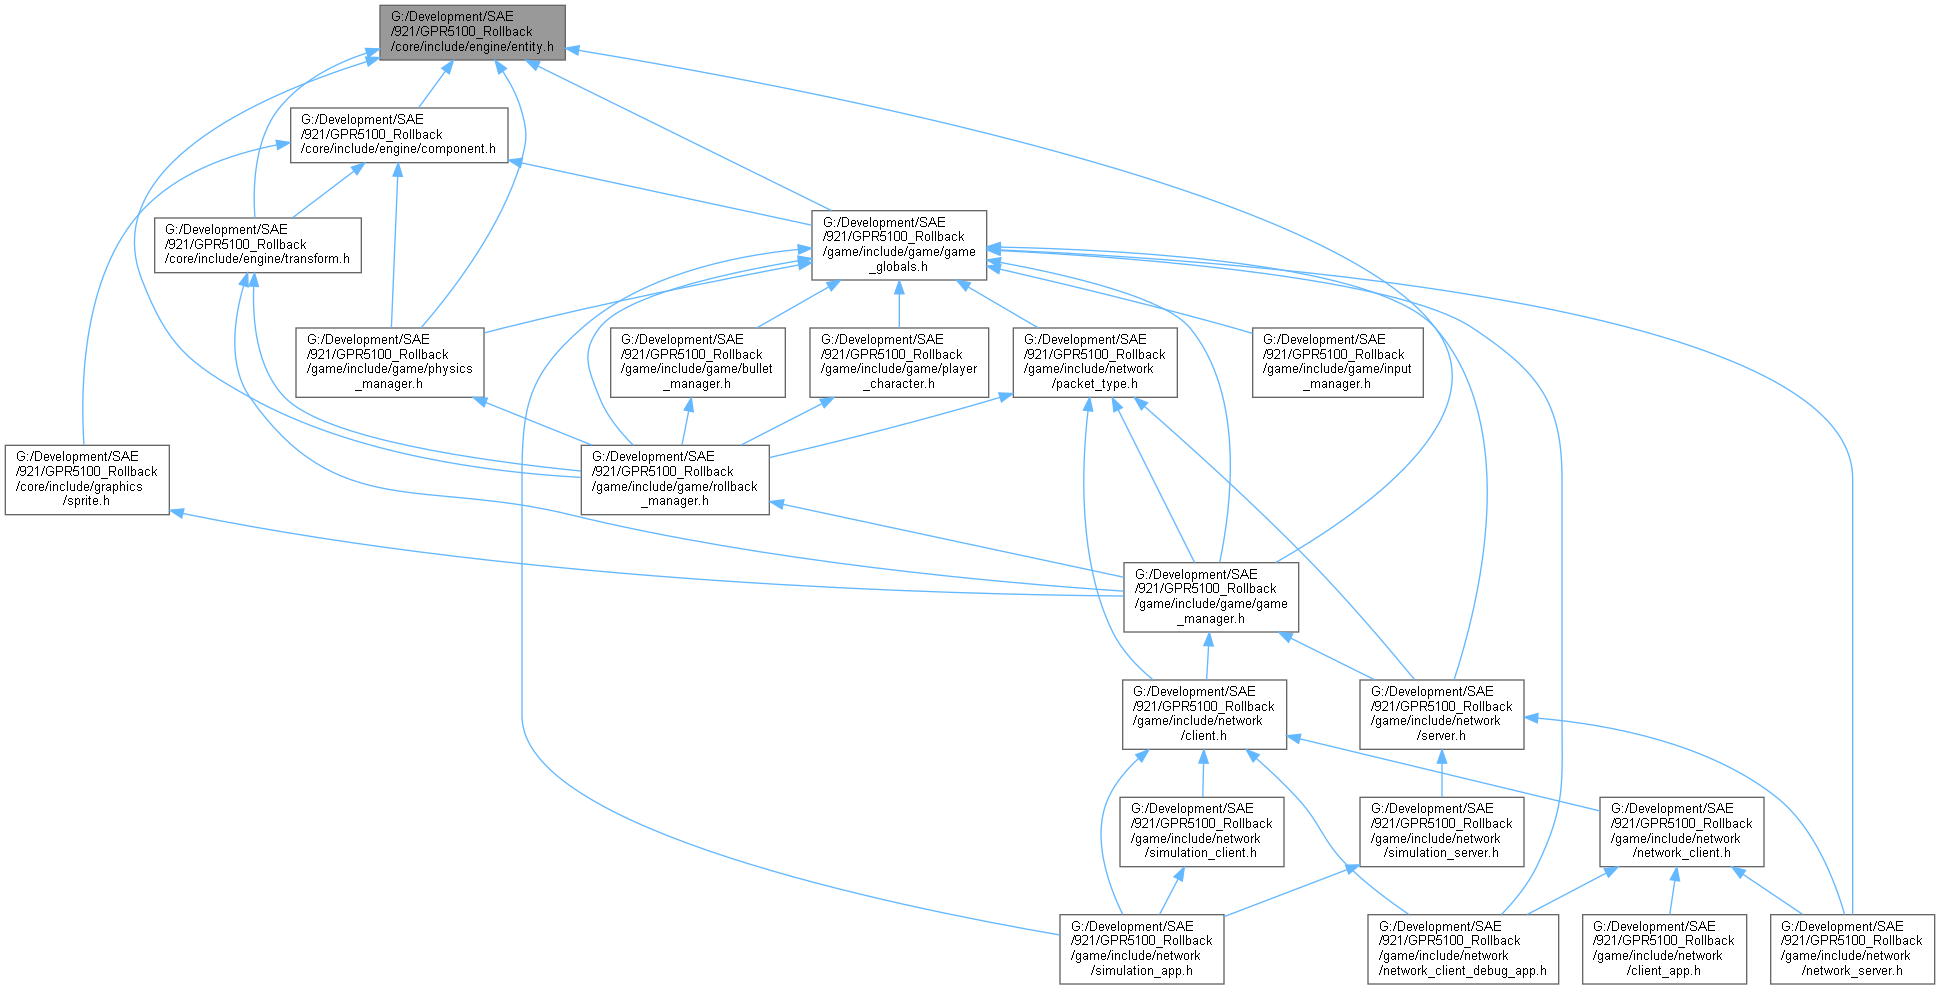 G:/Development/SAE
/921/GPR5100_Rollback
/core/include/engine/entity.h
G:/Development/SAE
/921/GPR5100_Rollback
/core/include/engine/component.h
G:/Development/SAE
/921/GPR5100_Rollback
/core/include/engine/transform.h
G:/Development/SAE
/921/GPR5100_Rollback
/game/include/game/game
_globals.h
G:/Development/SAE
/921/GPR5100_Rollback
/game/include/game/physics
_manager.h
G:/Development/SAE
/921/GPR5100_Rollback
/game/include/game/bullet
_manager.h
G:/Development/SAE
/921/GPR5100_Rollback
/game/include/game/player
_character.h
G:/Development/SAE
/921/GPR5100_Rollback
/game/include/network
/packet_type.h
G:/Development/SAE
/921/GPR5100_Rollback
/game/include/game/input
_manager.h
G:/Development/SAE
/921/GPR5100_Rollback
/core/include/graphics
/sprite.h
G:/Development/SAE
/921/GPR5100_Rollback
/game/include/game/rollback
_manager.h
G:/Development/SAE
/921/GPR5100_Rollback
/game/include/game/game
_manager.h
G:/Development/SAE
/921/GPR5100_Rollback
/game/include/network
/client.h
G:/Development/SAE
/921/GPR5100_Rollback
/game/include/network
/server.h
G:/Development/SAE
/921/GPR5100_Rollback
/game/include/network
/simulation_client.h
G:/Development/SAE
/921/GPR5100_Rollback
/game/include/network
/simulation_server.h
G:/Development/SAE
/921/GPR5100_Rollback
/game/include/network
/network_client.h
G:/Development/SAE
/921/GPR5100_Rollback
/game/include/network
/simulation_app.h
G:/Development/SAE
/921/GPR5100_Rollback
/game/include/network
/network_client_debug_app.h
G:/Development/SAE
/921/GPR5100_Rollback
/game/include/network
/client_app.h
G:/Development/SAE
/921/GPR5100_Rollback
/game/include/network
/network_server.h